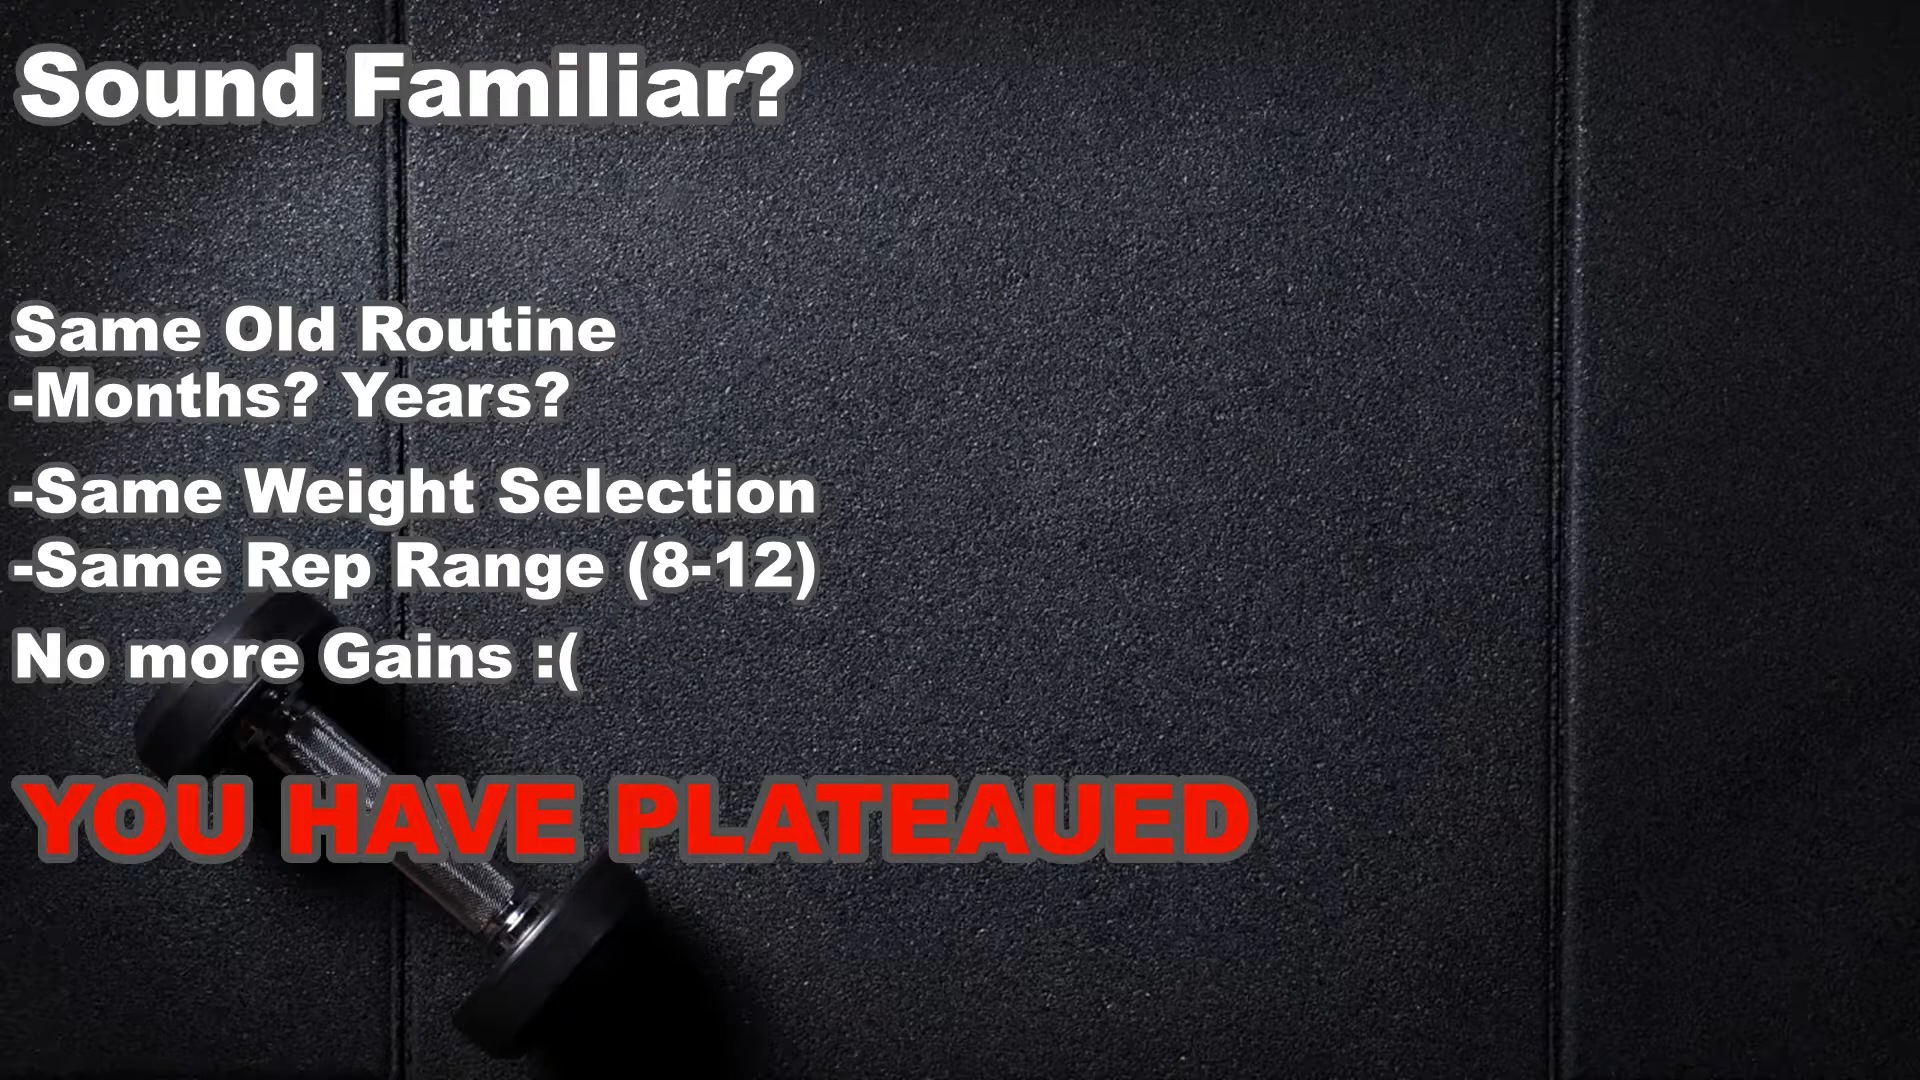 Sound Familiar?
Same Old Routine
-Months? Years?
-Same Weight Selection
-Same Rep Range (8-12)
No more Gains :(
YOU HAVE PLATEAUED